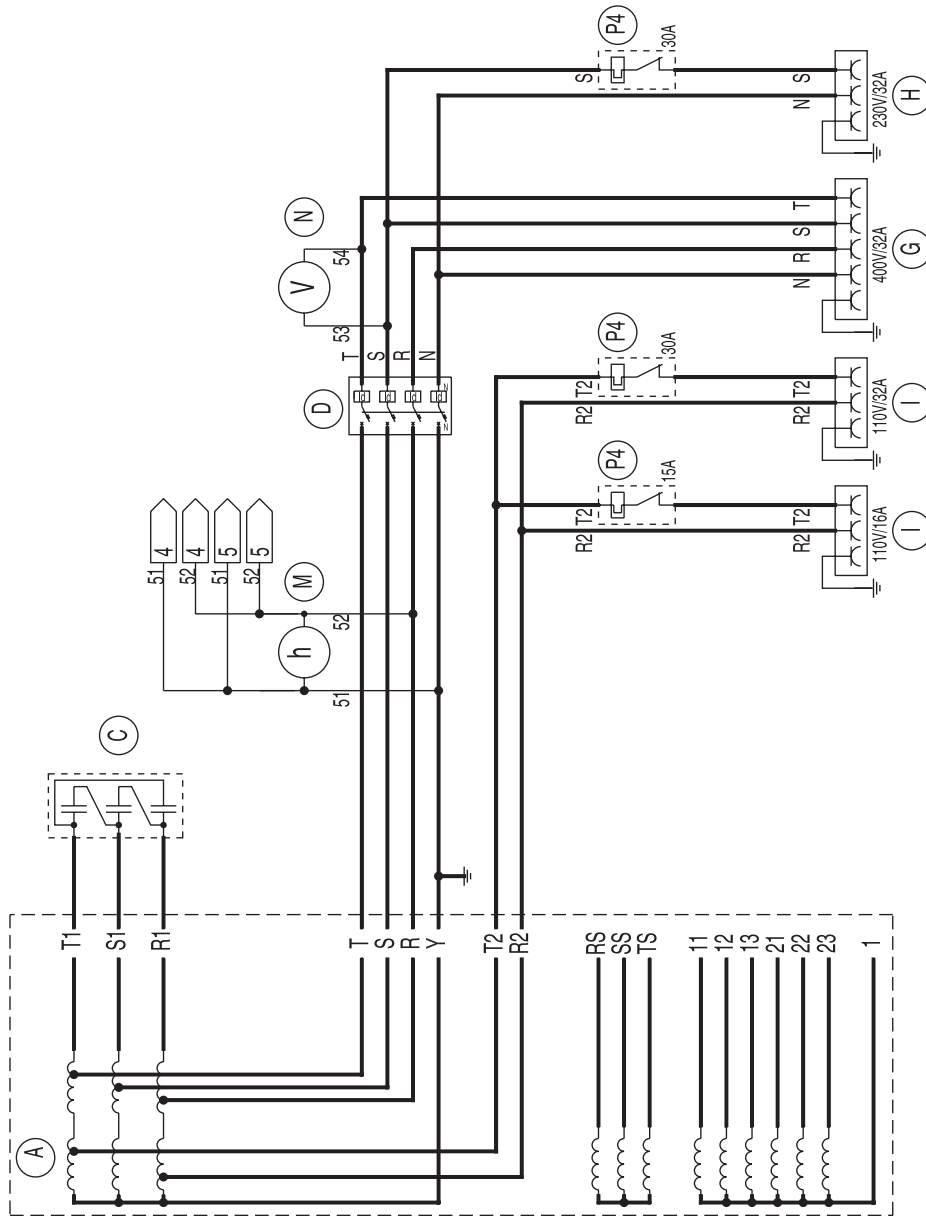 A
T1
S1
R1
C
T
S
R
Y
T2
R2
RS
SS
TS
11
12
13
21
22
23
1
51
4
52
4
51
5
52
5
h
M
51
52
D
T
S
R
N
N
N
V
N
53
54
P4
15A
R2
T2
R2
T2
110V/16A
I
P4
30A
R2
T2
R2
T2
110V/32A
I
N
R
S
T
400V/32A
G
P4
30A
S
N
S
230V/32A
H